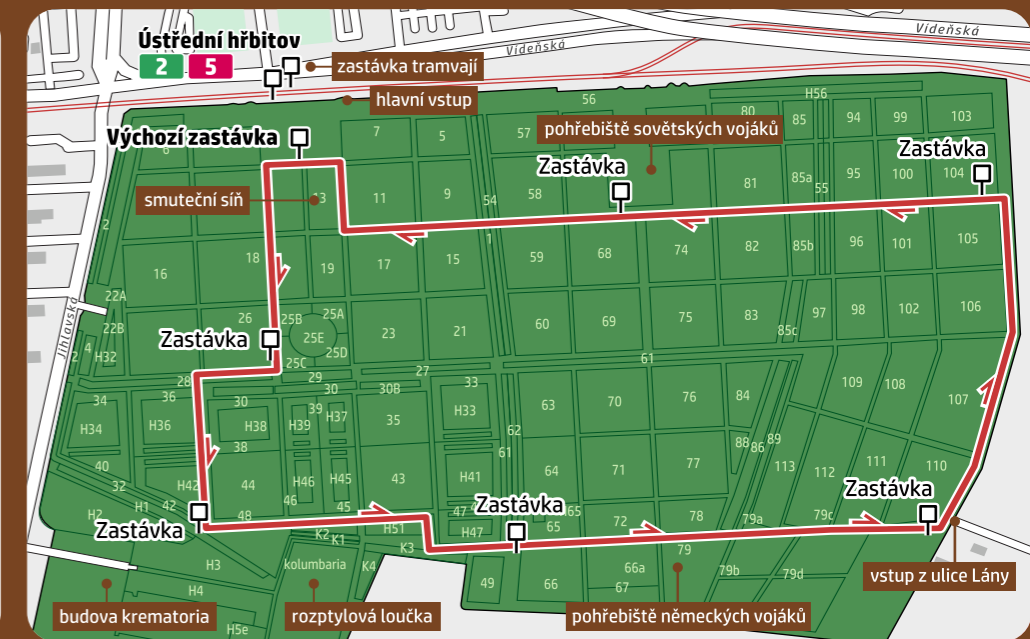 Ústřední hřbitov
2 5
Vídeňská
Vídeňská
zastávka tramvají
hlavní vstup
Výchozí zastávka
pohřebiště sovětských vojáků
smuteční síň
Zastávka
Zastávka
Zastávka
Zastávka
Zastávka
Zastávka
Jihlavská
vstup z ulice Lány
budova krematoria
rozptylová loučka
pohřebiště německých vojáků
kolumbaria
56 H56
6 7 5 57 80 85 94 99 103
13 11 9 54 58 81 85a 55 95 100 104
2 1
16 18 19 17 15 59 68 74 82 85b 96 101 105
22A 22B 26 25B 25A 25E 25D 25C 23 21 60 69 75 83 85c 97 98 102 106
2 4 H32
28 29 27 61
34 36 30 30 30B 33
H34 H36 H38 39 H39 H37 35 H33 63 70 76 84 109 108 107
38 62 61 88 86 89
40 32 H42 44 H46 H45 43 H41 64 71 77 113 112 111 110
H2 H1 42 48 46 45 H51 47 H47 65 H65 72 78 79a 79c
K2 K1 K3 K4
H3 H4 H5e
49 66 66a 67 79 79b 79d